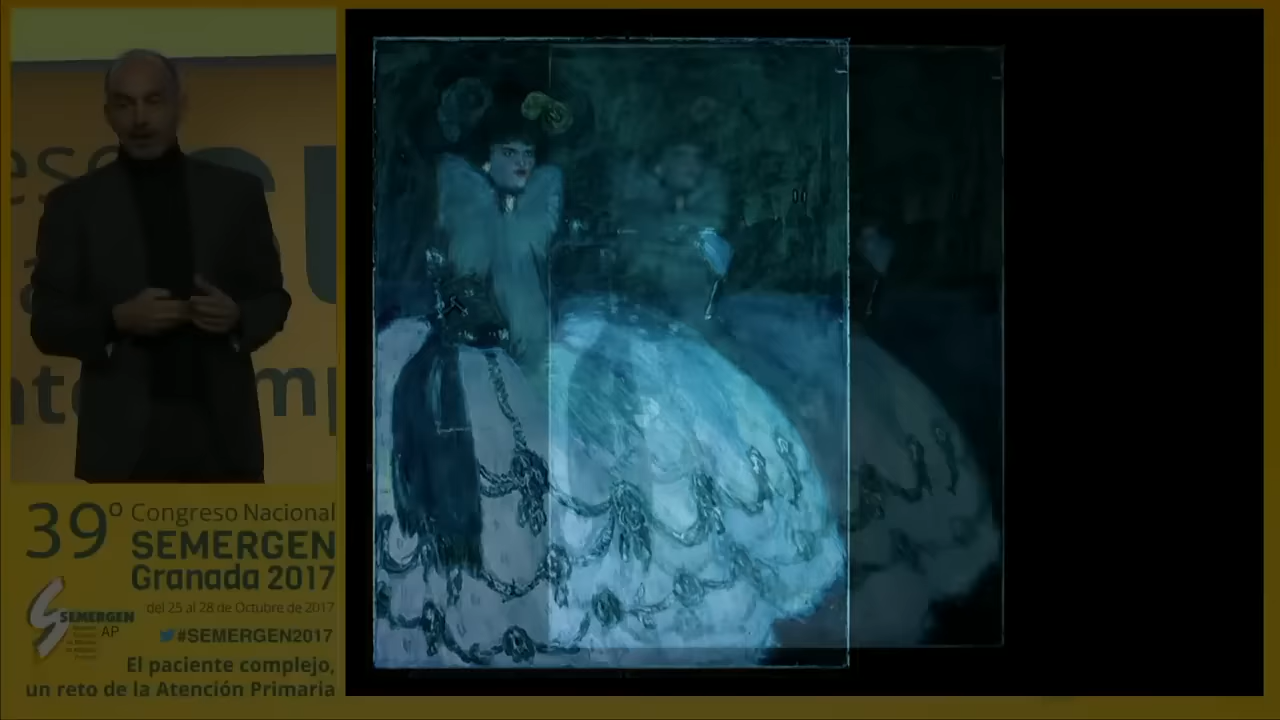 39º Congreso Nacional
SEMERGEN
Granada 2017
del 25 al 28 de Octubre de 2017
SEMERGEN
AP
#SEMERGEN2017
El paciente complejo,
un reto de la Atención Primaria